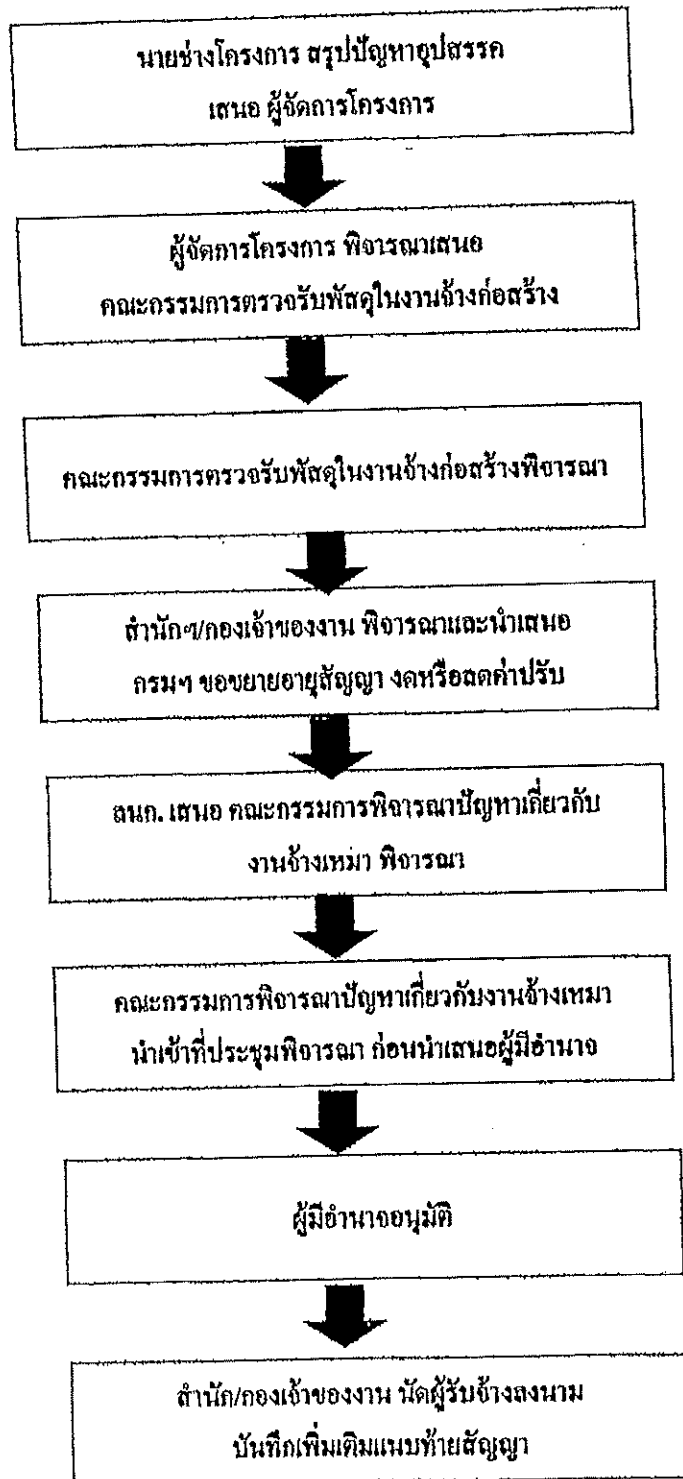 นายช่างโครงการ สรุปปัญหาอุปสรรค
เสนอ ผู้จัดการโครงการ
ผู้จัดการโครงการ พิจารณาเสนอ
คณะกรรมการตรวจรับพัสดุในงานจ้างก่อสร้าง
คณะกรรมการตรวจรับพัสดุในงานจ้างก่อสร้างพิจารณา
สำนักฯ/กองเจ้าของงาน พิจารณาและนำเสนอ
กรมฯ ขอขยายอายุสัญญา งดหรือลดค่าปรับ
สนก. เสนอ คณะกรรมการพิจารณาปัญหาเกี่ยวกับ
งานจ้างเหมา พิจารณา
คณะกรรมการพิจารณาปัญหาเกี่ยวกับงานจ้างเหมา
นำเข้าที่ประชุมพิจารณา ก่อนนำเสนอผู้มีอำนาจ
ผู้มีอำนาจอนุมัติ
สำนัก/กองเจ้าของงาน นัดผู้รับจ้างลงนาม
บันทึกเพิ่มเติมแนบท้ายสัญญา